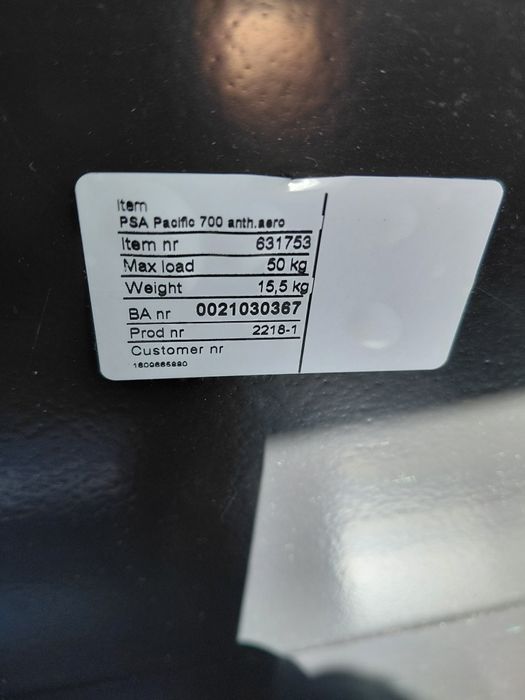 Item
PSA Pacific 700 anth.aero
Item nr 631753
Max load 50 kg
Weight 15,5 kg
BA nr 0021030367
Prod nr 2218-1
Customer nr